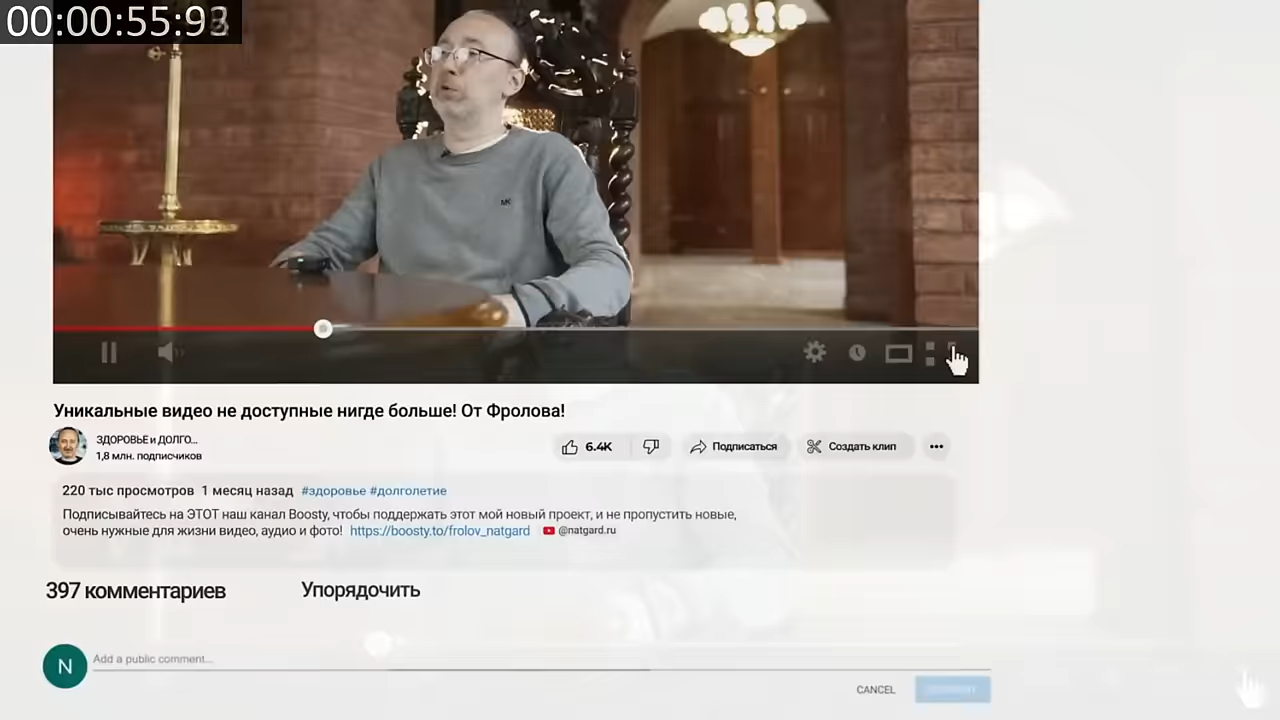 00:00:55:93
MK
Уникальные видео не доступные нигде больше! От Фролова!
ЗДОРОВЬЕ и ДОЛГО...
1,8 млн. подписчиков
6.4K
Подписаться
Создать клип
220 тыс просмотров 1 месяц назад #здоровье #долголетие
Подписывайтесь на ЭТОТ наш канал Boosty, чтобы поддержать этот мой новый проект, и не пропустить новые,
очень нужные для жизни видео, аудио и фото! https://boosty.to/frolov_natgard @natgard.ru
397 комментариев Упорядочить
N
Add a public comment...
CANCEL